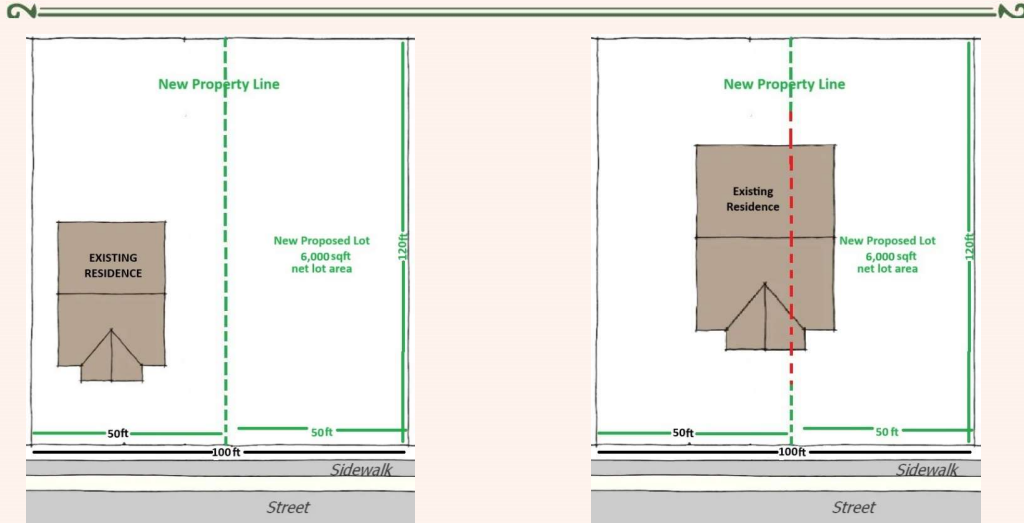 New Property Line
EXISTING
RESIDENCE
New Proposed Lot
6,000 sqft
net lot area
120ft
50ft
50ft
100ft
Sidewalk
Street
New Property Line
Existing
Residence
New Proposed Lot
6,000 sqft
net lot area
120ft
50ft
50ft
100ft
Sidewalk
Street